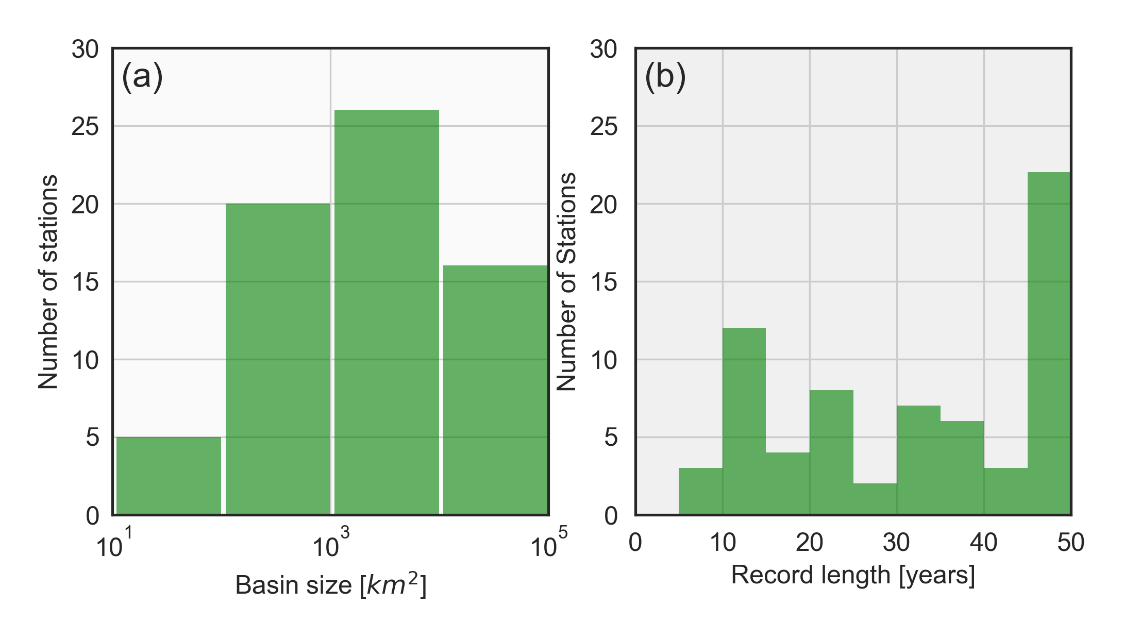 (a)
30
25
20
15
10
5
0
Number of stations
10^1 10^3 10^5
Basin size [km^2]
(b)
30
25
20
15
10
5
0
Number of Stations
0 10 20 30 40 50
Record length [years]